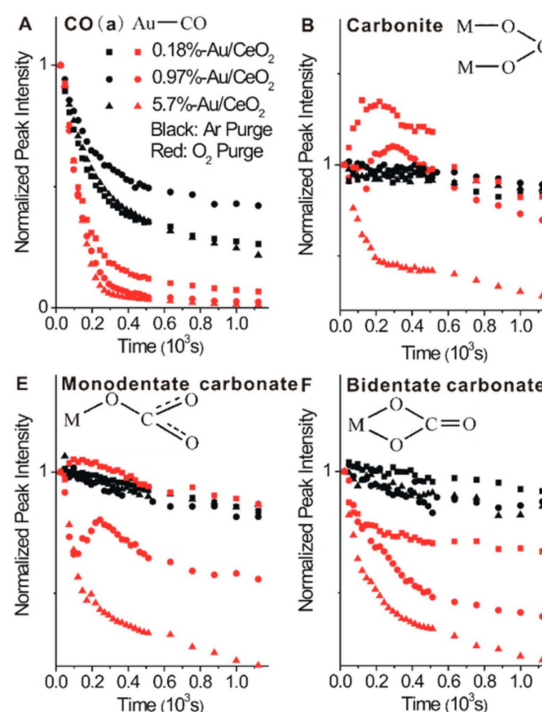 A CO (a) Au—CO
0.18%-Au/CeO2
0.97%-Au/CeO2
5.7%-Au/CeO2
Black: Ar Purge
Red: O2 Purge
Normalized Peak Intensity
1
0
0.0 0.2 0.4 0.6 0.8 1.0
Time (10³s)
B Carbonite M—O
O
M—O
Normalized Peak Intensity
1
0.0 0.2 0.4 0.6 0.8 1.0
Time (10³s)
E Monodentate carbonate
O O
M C
O
Normalized Peak Intensity
1
0.0 0.2 0.4 0.6 0.8 1.0
Time (10³s)
F Bidentate carbonate
O
M C=O
O
Normalized Peak Intensity
1
0.0 0.2 0.4 0.6 0.8 1.0
Time (10³s)